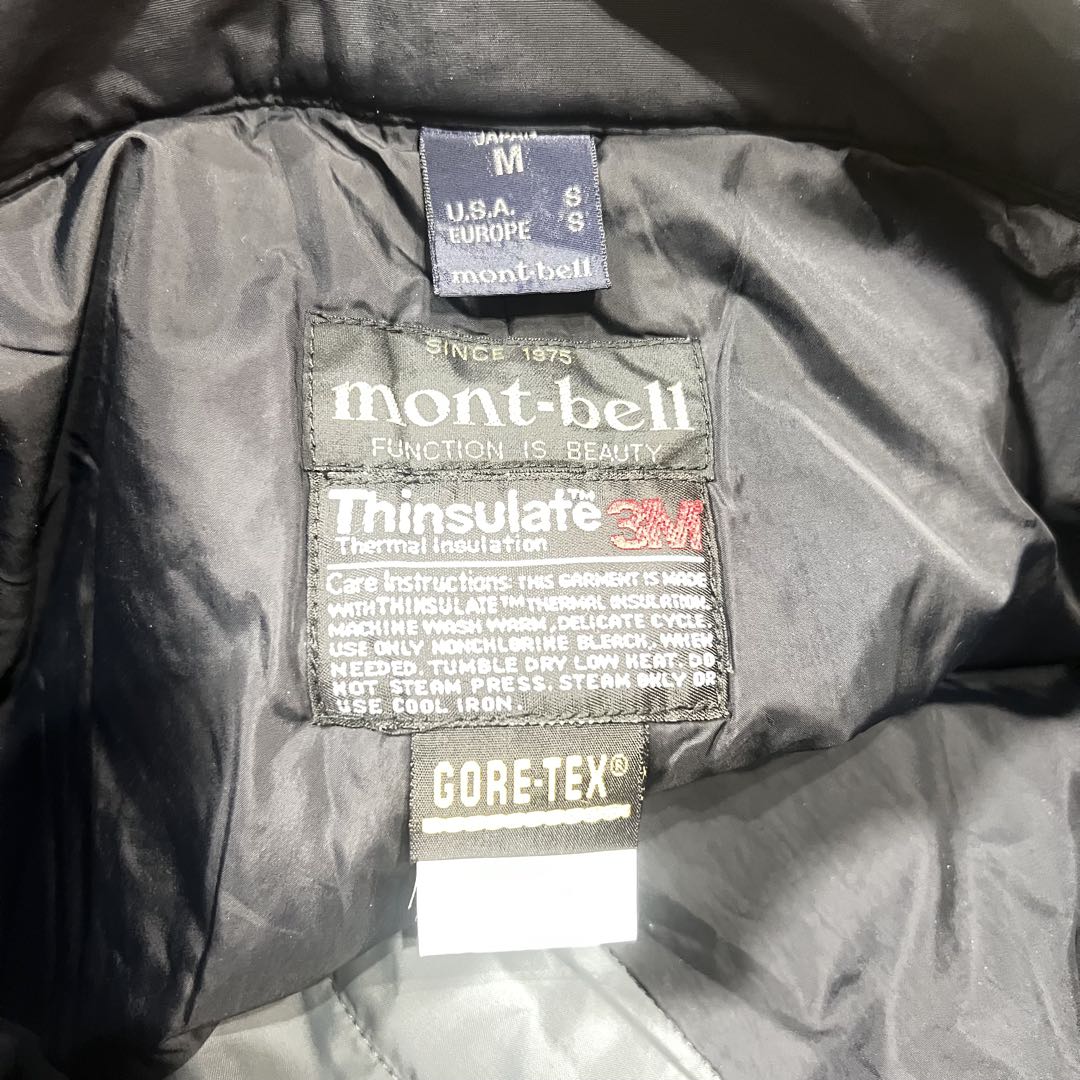 JAPAN
M
U.S.A. S
EUROPE S
mont-bell
SINCE 1975
mont-bell
FUNCTION IS BEAUTY
Thinsulate™ 3M
Thermal Insulation
Care Instructions: THIS GARMENT IS MADE
WITH THINSULATE™ THERMAL INSULATION.
MACHINE WASH WARM, DELICATE CYCLE.
USE ONLY NONCHLORINE BLEACH, WHEN
NEEDED. TUMBLE DRY LOW HEAT. DO
NOT STEAM PRESS. STEAM ONLY OR
USE COOL IRON.
GORE-TEX®